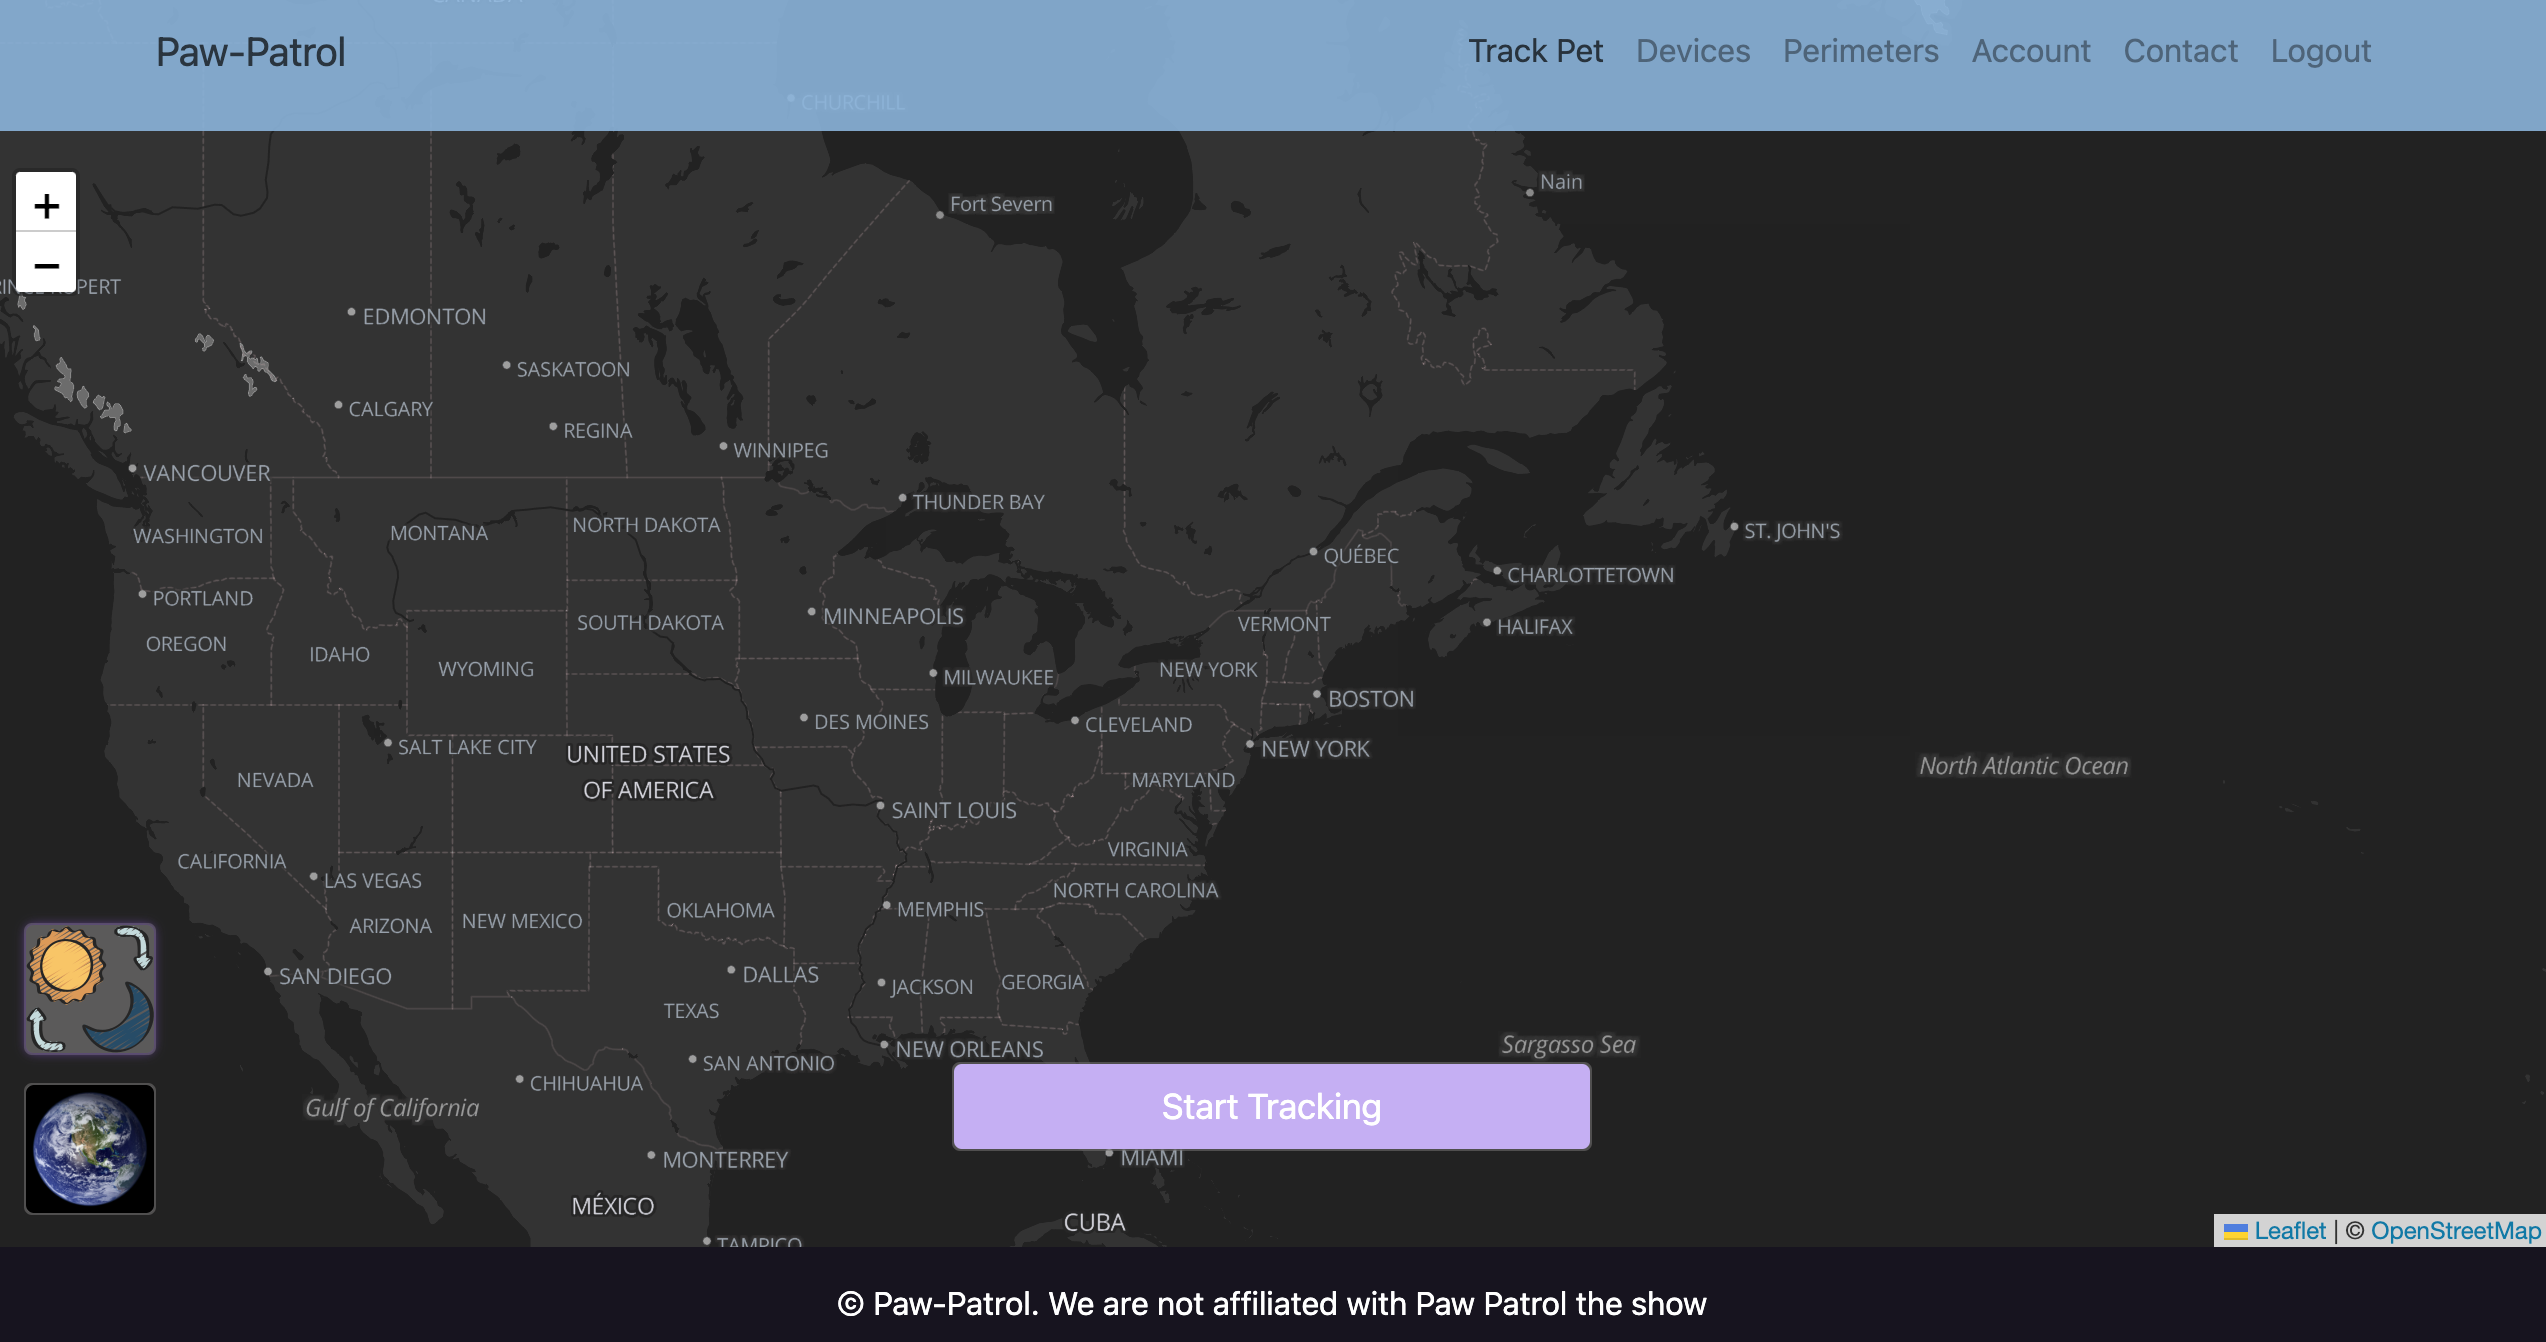 Paw-Patrol
Track Pet Devices Perimeters Account Contact Logout
CHURCHILL
+
−
Nain
Fort Severn
EDMONTON
SASKATOON
CALGARY
REGINA
WINNIPEG
VANCOUVER
THUNDER BAY
NORTH DAKOTA
MONTANA
WASHINGTON
ST. JOHN'S
QUÉBEC
CHARLOTTETOWN
PORTLAND
MINNEAPOLIS
SOUTH DAKOTA
VERMONT
HALIFAX
OREGON
IDAHO
WYOMING
NEW YORK
MILWAUKEE
BOSTON
DES MOINES
CLEVELAND
SALT LAKE CITY
NEW YORK
UNITED STATES
OF AMERICA
North Atlantic Ocean
NEVADA
MARYLAND
SAINT LOUIS
VIRGINIA
CALIFORNIA
LAS VEGAS
NORTH CAROLINA
MEMPHIS
OKLAHOMA
NEW MEXICO
ARIZONA
SAN DIEGO
DALLAS
JACKSON
GEORGIA
TEXAS
Sargasso Sea
NEW ORLEANS
SAN ANTONIO
CHIHUAHUA
Gulf of California
Start Tracking
MIAMI
MONTERREY
MÉXICO
CUBA
Leaflet | © OpenStreetMap
TAMPICO
© Paw-Patrol. We are not affiliated with Paw Patrol the show